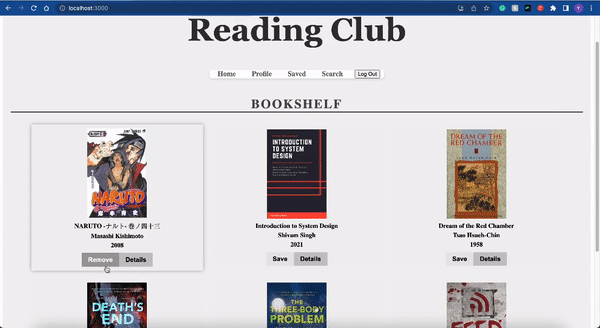 localhost:3000
Reading Club
Home Profile Saved Search Log Out
BOOKSHELF
NARUTO
INTRODUCTION
TO SYSTEM
DESIGN
DREAM OF THE
RED CHAMBER
NARUTO -ナルト- 巻ノ四十三
Masashi Kishimoto
2008
Remove Details
Introduction to System Design
Shivam Singh
2021
Save Details
Dream of the Red Chamber
Tsao Hsueh-Chin
1958
Save Details
DEATH'S
END
THE
THREE-BODY
PROBLEM
FEED